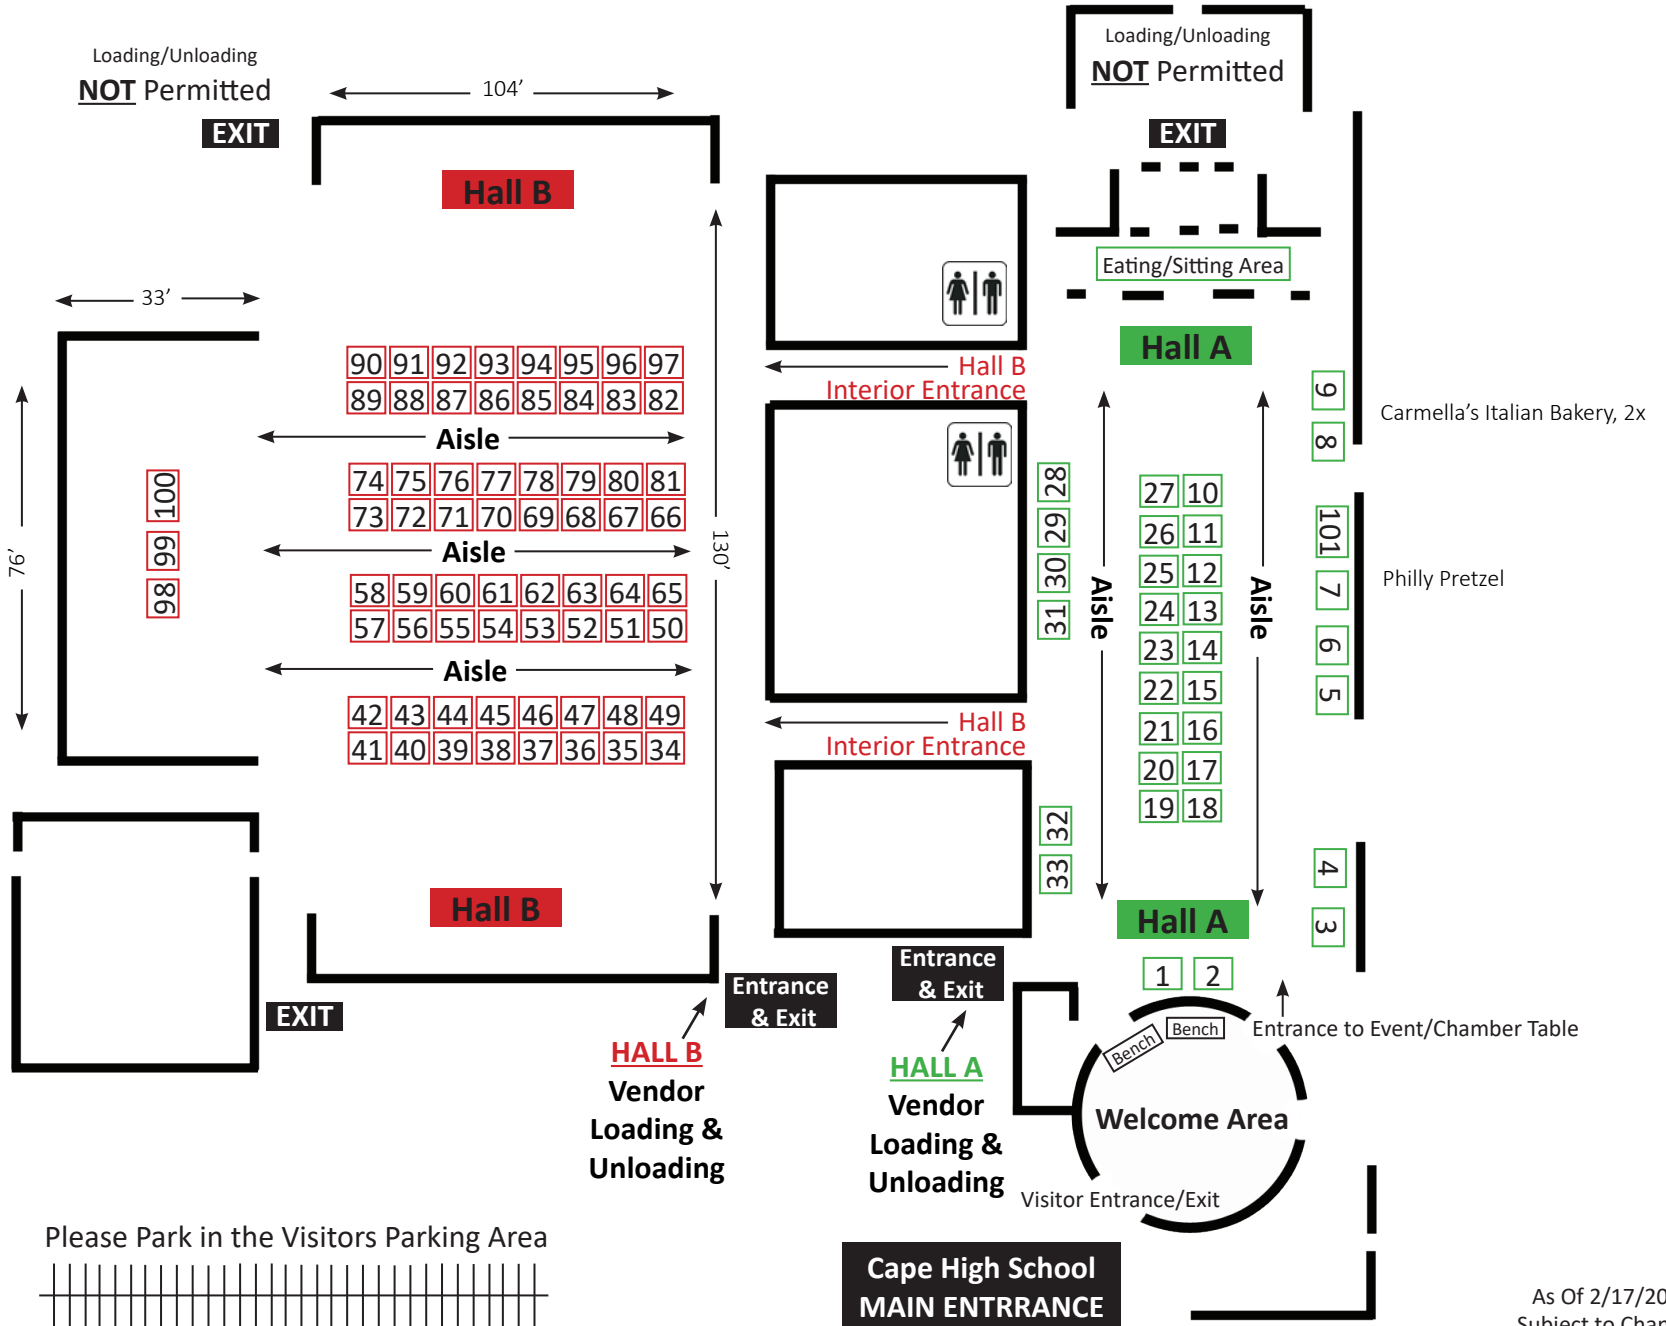 Loading/Unloading
NOT Permitted
EXIT
104’
Hall B
Loading/Unloading
NOT Permitted
EXIT
Eating/Sitting Area
Hall A
33’
76’
130’
90 91 92 93 94 95 96 97
89 88 87 86 85 84 83 82
Aisle
74 75 76 77 78 79 80 81
73 72 71 70 69 68 67 66
Aisle
58 59 60 61 62 63 64 65
57 56 55 54 53 52 51 50
Aisle
42 43 44 45 46 47 48 49
41 40 39 38 37 36 35 34
100
99
98
Hall B
EXIT
Hall B
Interior Entrance
Hall B
Interior Entrance
28
29
30
31
32
33
Aisle
27 10
26 11
25 12
24 13
23 14
22 15
21 16
20 17
19 18
Aisle
9
8
Carmella’s Italian Bakery, 2x
101
7
Philly Pretzel
6
5
4
3
Hall A
1 2
Entrance
& Exit
HALL B
Vendor
Loading &
Unloading
Entrance
& Exit
HALL A
Vendor
Loading &
Unloading
Bench
Bench
Entrance to Event/Chamber Table
Welcome Area
Visitor Entrance/Exit
Please Park in the Visitors Parking Area
Cape High School
MAIN ENTRRANCE
As Of 2/17/20
Subject to Chan